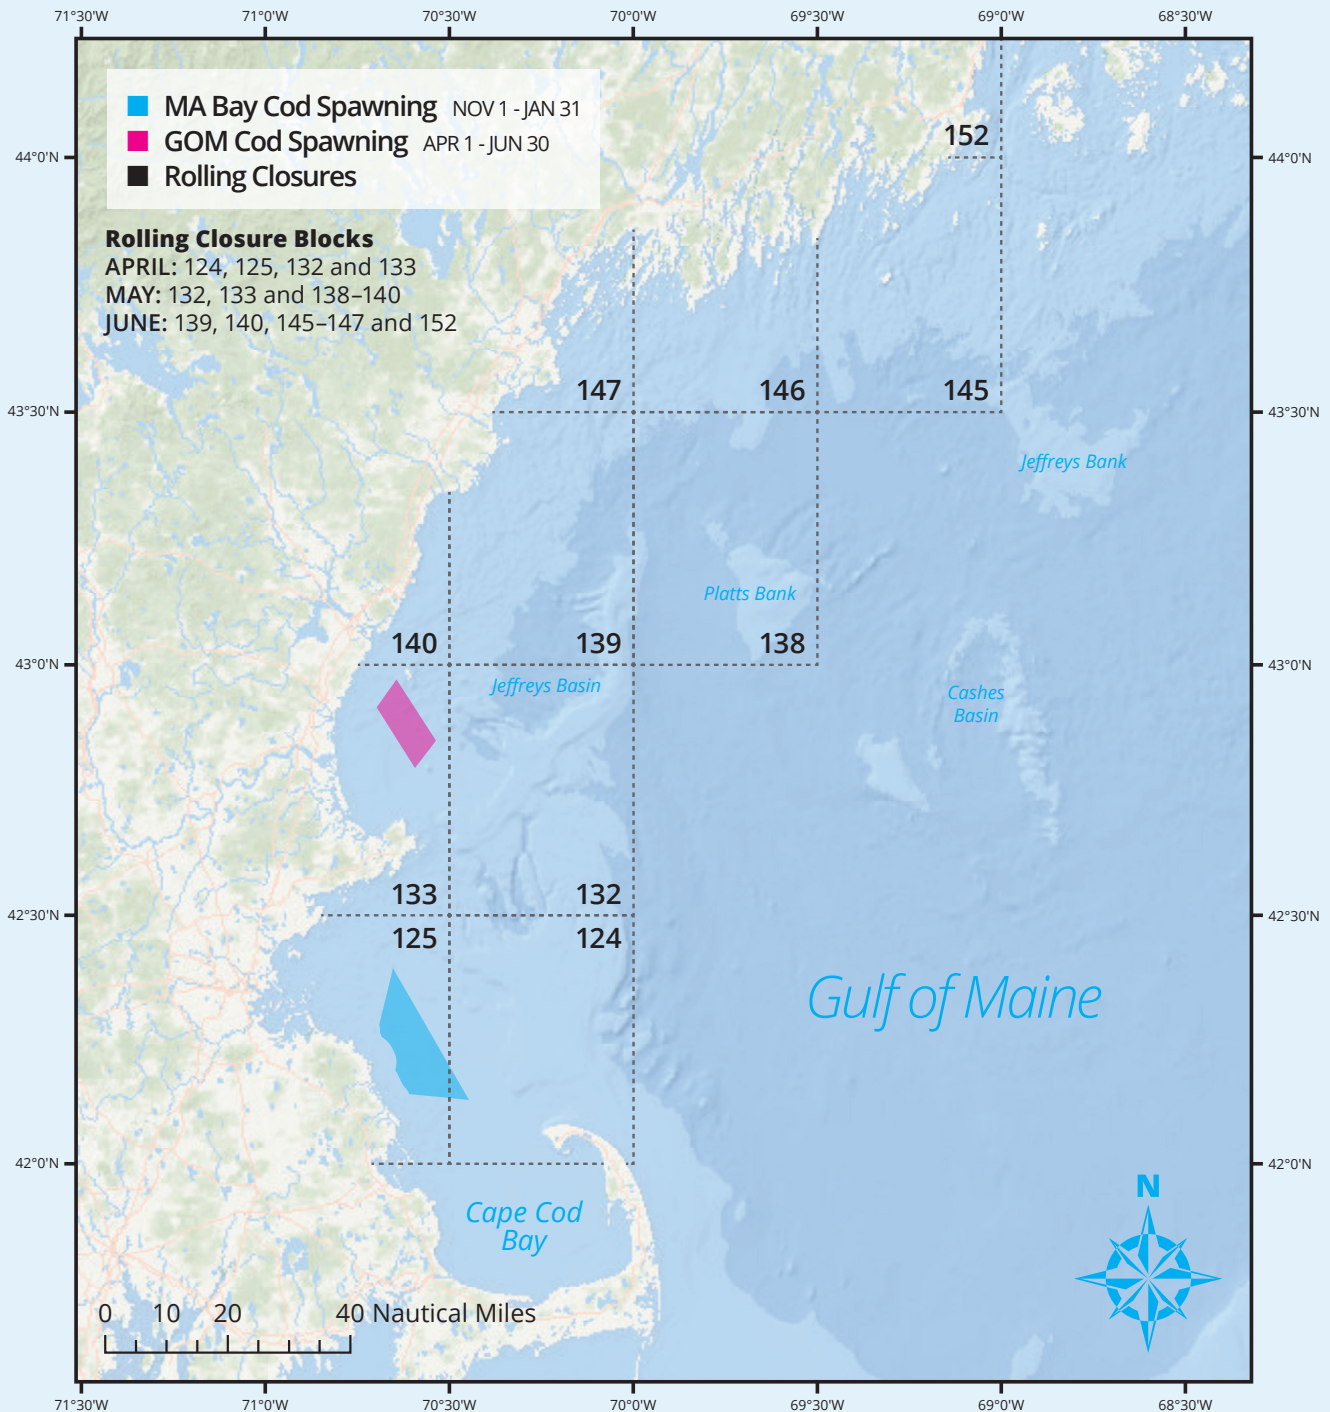 71°30'W 71°0'W 70°30'W 70°0'W 69°30'W 69°0'W 68°30'W
MA Bay Cod Spawning NOV 1 - JAN 31
GOM Cod Spawning APR 1 - JUN 30
Rolling Closures
152
44°0'N 44°0'N
Rolling Closure Blocks
APRIL: 124, 125, 132 and 133
MAY: 132, 133 and 138–140
JUNE: 139, 140, 145–147 and 152
147 146 145
43°30'N 43°30'N
Jeffreys Bank
Platts Bank
140 139 138
43°0'N 43°0'N
Jeffreys Basin
Cashes
Basin
133 132
42°30'N 42°30'N
125 124
Gulf of Maine
42°0'N 42°0'N
N
Cape Cod
Bay
0 10 20 40 Nautical Miles
71°30'W 71°0'W 70°30'W 70°0'W 69°30'W 69°0'W 68°30'W